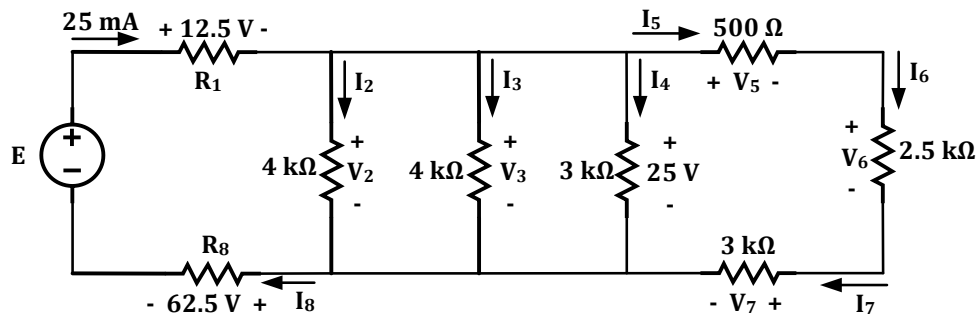 25 mA
+ 12.5 V -
R₁
I₂
I₃
I₄
I₅
500 Ω
+ V₅ -
I₆
E
+
−
4 kΩ
+
V₂
-
4 kΩ
+
V₃
-
3 kΩ
+
25 V
-
+
V₆
-
2.5 kΩ
R₈
- 62.5 V +
I₈
3 kΩ
- V₇ +
I₇